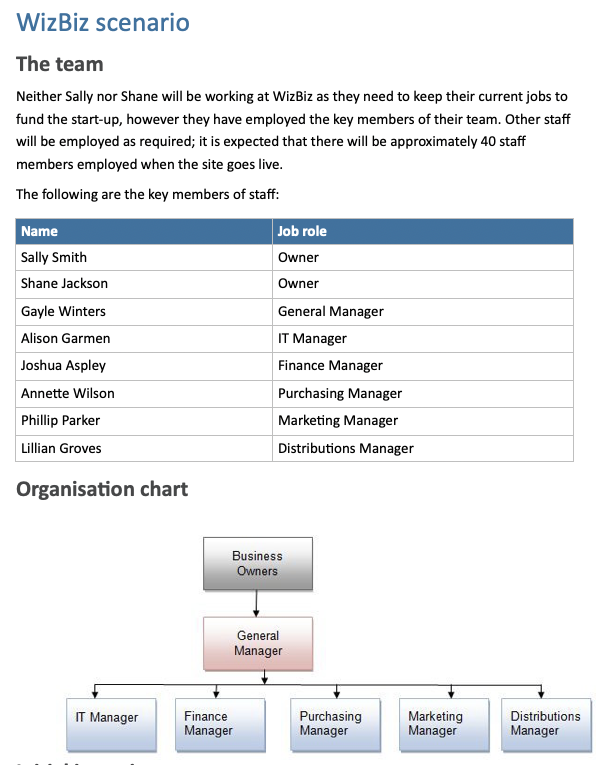 WizBiz scenario
The team
Neither Sally nor Shane will be working at WizBiz as they need to keep their current jobs to
fund the start-up, however they have employed the key members of their team. Other staff
will be employed as required; it is expected that there will be approximately 40 staff
members employed when the site goes live.
The following are the key members of staff:
Name Job role
Sally Smith Owner
Shane Jackson Owner
Gayle Winters General Manager
Alison Garmen IT Manager
Joshua Aspley Finance Manager
Annette Wilson Purchasing Manager
Phillip Parker Marketing Manager
Lillian Groves Distributions Manager
Organisation chart
Business
Owners
General
Manager
IT Manager
Finance
Manager
Purchasing
Manager
Marketing
Manager
Distributions
Manager